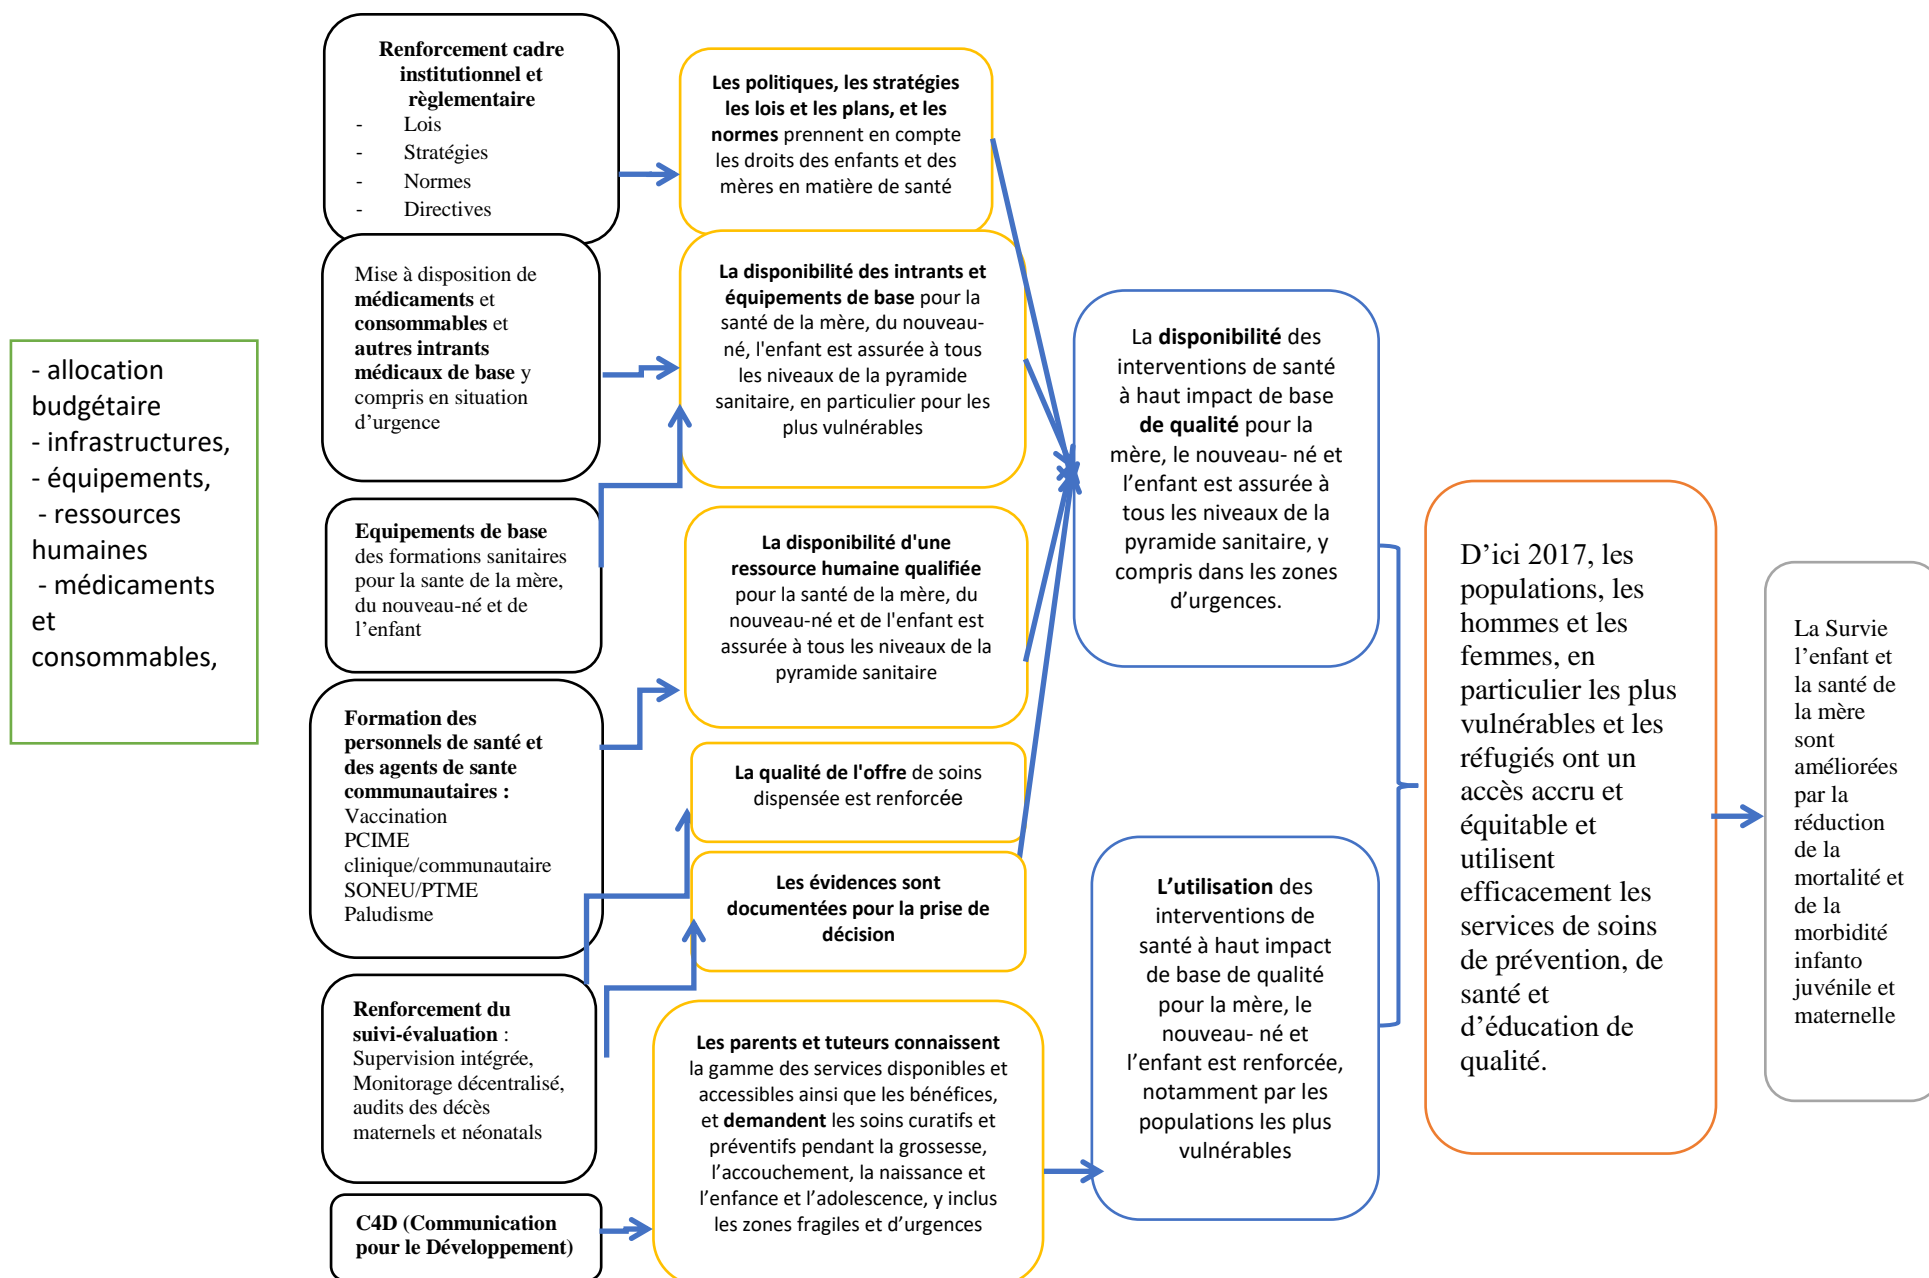 - allocation
budgétaire
- infrastructures,
- équipements,
- ressources
humaines
- médicaments
et
consommables,
Renforcement cadre
institutionnel et
règlementaire
- Lois
- Stratégies
- Normes
- Directives
Mise à disposition de
médicaments et
consommables et
autres intrants
médicaux de base y
compris en situation
d’urgence
Equipements de base
des formations sanitaires
pour la sante de la mère,
du nouveau-né et de
l’enfant
Formation des
personnels de santé et
des agents de sante
communautaires :
Vaccination
PCIME
clinique/communautaire
SONEU/PTME
Paludisme
Renforcement du
suivi-évaluation :
Supervision intégrée,
Monitorage décentralisé,
audits des décès
maternels et néonatals
C4D (Communication
pour le Développement)
Les politiques, les stratégies
les lois et les plans, et les
normes prennent en compte
les droits des enfants et des
mères en matière de santé
La disponibilité des intrants et
équipements de base pour la
santé de la mère, du nouveau-
né, l'enfant est assurée à tous
les niveaux de la pyramide
sanitaire, en particulier pour les
plus vulnérables
La disponibilité d'une
ressource humaine qualifiée
pour la santé de la mère, du
nouveau-né et de l'enfant est
assurée à tous les niveaux de la
pyramide sanitaire
La qualité de l'offre de soins
dispensée est renforcée
Les évidences sont
documentées pour la prise de
décision
Les parents et tuteurs connaissent
la gamme des services disponibles et
accessibles ainsi que les bénéfices,
et demandent les soins curatifs et
préventifs pendant la grossesse,
l’accouchement, la naissance et
l’enfance et l’adolescence, y inclus
les zones fragiles et d’urgences
La disponibilité des
interventions de santé
à haut impact de base
de qualité pour la
mère, le nouveau- né et
l’enfant est assurée à
tous les niveaux de la
pyramide sanitaire, y
compris dans les zones
d’urgences.
L’utilisation des
interventions de
santé à haut impact
de base de qualité
pour la mère, le
nouveau- né et
l’enfant est renforcée,
notamment par les
populations les plus
vulnérables
D’ici 2017, les
populations, les
hommes et les
femmes, en
particulier les plus
vulnérables et les
réfugiés ont un
accès accru et
équitable et
utilisent
efficacement les
services de soins
de prévention, de
santé et
d’éducation de
qualité.
La Survie
l’enfant et
la santé de
la mère
sont
améliorées
par la
réduction
de la
mortalité et
de la
morbidité
infanto
juvénile et
maternelle